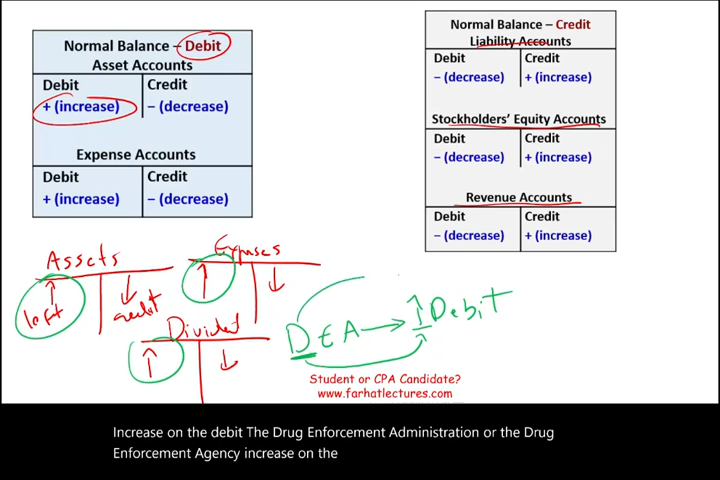 Normal Balance – Debit
Asset Accounts
Debit Credit
+ (increase) – (decrease)
Expense Accounts
Debit Credit
+ (increase) – (decrease)
Normal Balance – Credit
Liability Accounts
Debit Credit
– (decrease) + (increase)
Stockholders' Equity Accounts
Debit Credit
– (decrease) + (increase)
Revenue Accounts
Debit Credit
– (decrease) + (increase)
Assets
left credit
Expenses
Dividend
DEA → ↑ Debit
Student or CPA Candidate?
www.farhatlectures.com
Increase on the debit The Drug Enforcement Administration or the Drug
Enforcement Agency increase on the